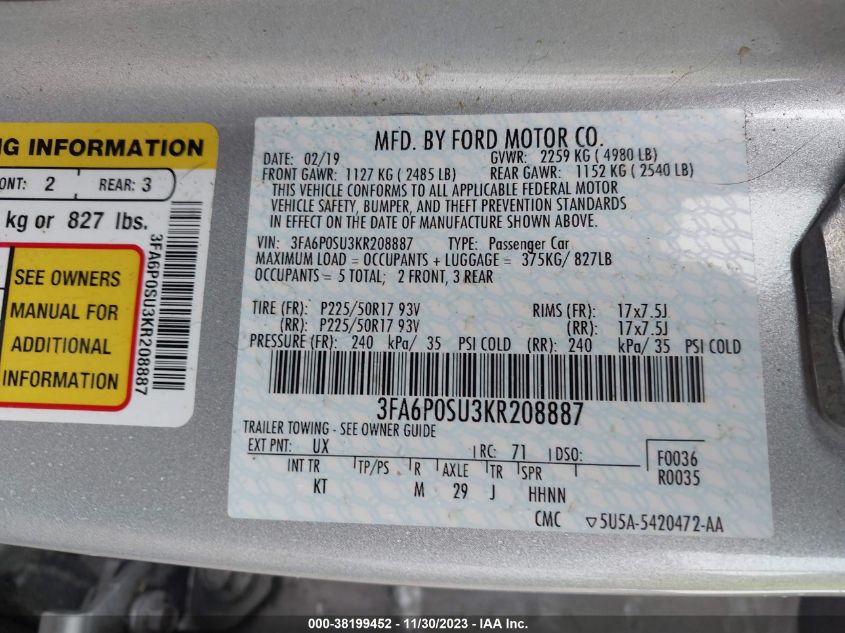 NG INFORMATION
ONT: 2 REAR: 3
kg or 827 lbs.
SEE OWNERS
MANUAL FOR
ADDITIONAL
INFORMATION
3FA6P0SU3KR208887
MFD. BY FORD MOTOR CO.
DATE: 02/19 GVWR: 2259 KG ( 4980 LB)
FRONT GAWR: 1127 KG ( 2485 LB) REAR GAWR: 1152 KG ( 2540 LB)
THIS VEHICLE CONFORMS TO ALL APPLICABLE FEDERAL MOTOR
VEHICLE SAFETY, BUMPER, AND THEFT PREVENTION STANDARDS
IN EFFECT ON THE DATE OF MANUFACTURE SHOWN ABOVE.
VIN: 3FA6P0SU3KR208887 TYPE: Passenger Car
MAXIMUM LOAD = OCCUPANTS + LUGGAGE = 375KG/ 827LB
OCCUPANTS = 5 TOTAL; 2 FRONT, 3 REAR
TIRE (FR): P225/50R17 93V RIMS (FR): 17x7.5J
(RR): P225/50R17 93V (RR): 17x7.5J
PRESSURE (FR): 240 kPa/ 35 PSI COLD (RR): 240 kPa/ 35 PSI COLD
3FA6P0SU3KR208887
TRAILER TOWING - SEE OWNER GUIDE
EXT PNT: UX RC: 71 DSO: F0036
INT TR TP/PS R AXLE TR SPR R0035
KT M 29 J HHNN
CMC ▽5U5A-5420472-AA
000-38199452 - 11/30/2023 - IAA Inc.